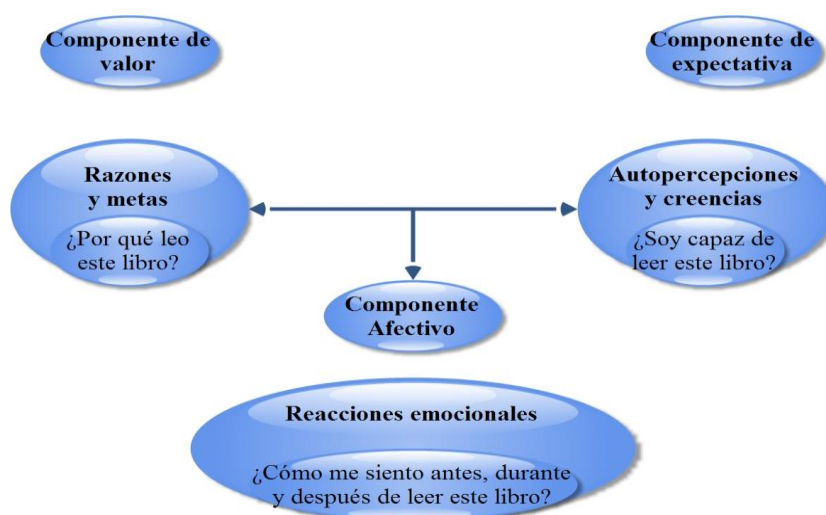 Componente de
valor
Componente de
expectativa
Razones
y metas
¿Por qué leo
este libro?
Autopercepciones
y creencias
¿Soy capaz de
leer este libro?
Componente
Afectivo
Reacciones emocionales
¿Cómo me siento antes, durante
y después de leer este libro?